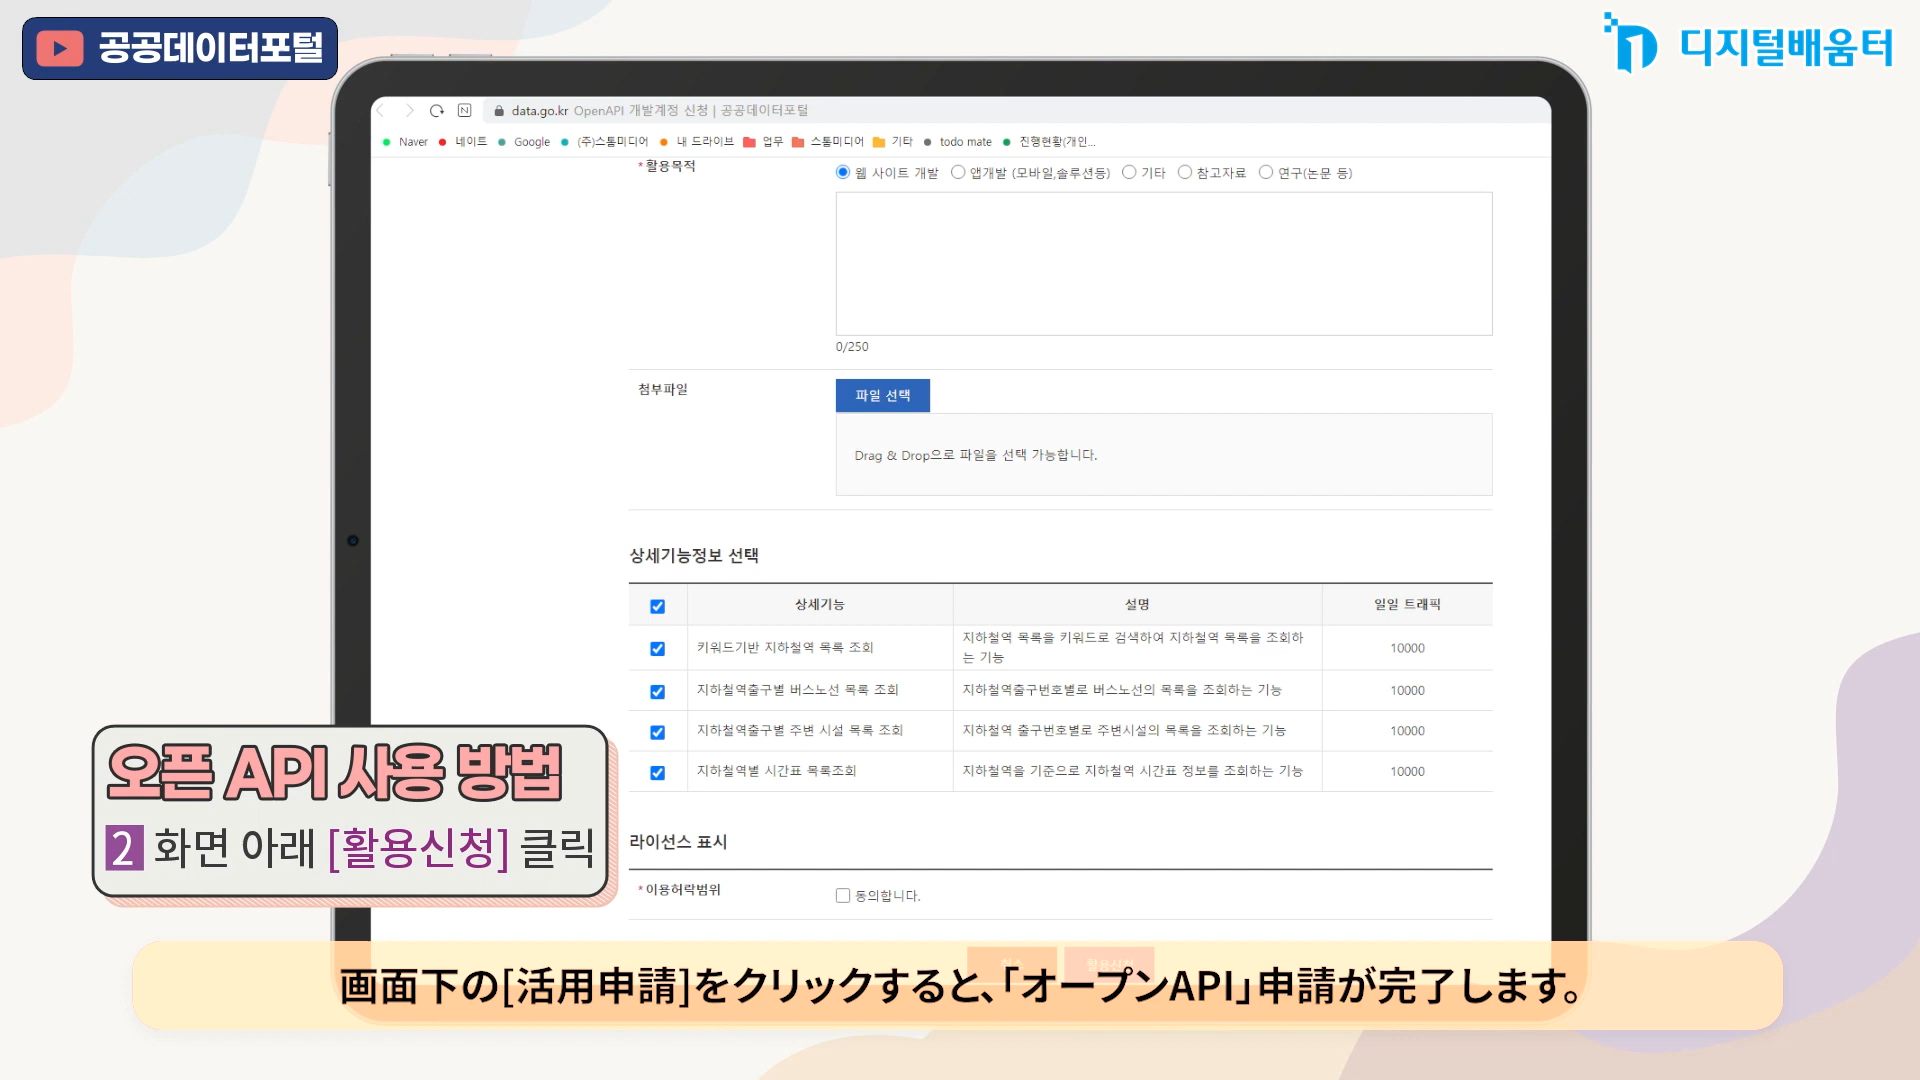 공공데이터포털
디지털배움터
data.go.kr OpenAPI 개발계정 신청 | 공공데이터포털
Naver 네이트 Google (주)스톰미디어 내 드라이브 업무 스톰미디어 기타 todo mate 진행현황(개인...
*활용목적
웹 사이트 개발 앱개발 (모바일,솔루션등) 기타 참고자료 연구(논문 등)
0/250
첨부파일
파일 선택
Drag & Drop으로 파일을 선택 가능합니다.
상세기능정보 선택
상세기능 설명 일일 트래픽
키워드기반 지하철역 목록 조회 지하철역 목록을 키워드로 검색하여 지하철역 목록을 조회하
는 기능 10000
지하철역출구별 버스노선 목록 조회 지하철역출구번호별로 버스노선의 목록을 조회하는 기능 10000
지하철역출구별 주변 시설 목록 조회 지하철역 출구번호별로 주변시설의 목록을 조회하는 기능 10000
지하철역별 시간표 목록조회 지하철역을 기준으로 지하철역 시간표 정보를 조회하는 기능 10000
라이선스 표시
*이용허락범위
동의합니다.
오픈 API 사용 방법
2 화면 아래 [활용신청] 클릭
취소 활용신청
画面下の[活用申請]をクリックすると、「オープンAPI」申請が完了します。